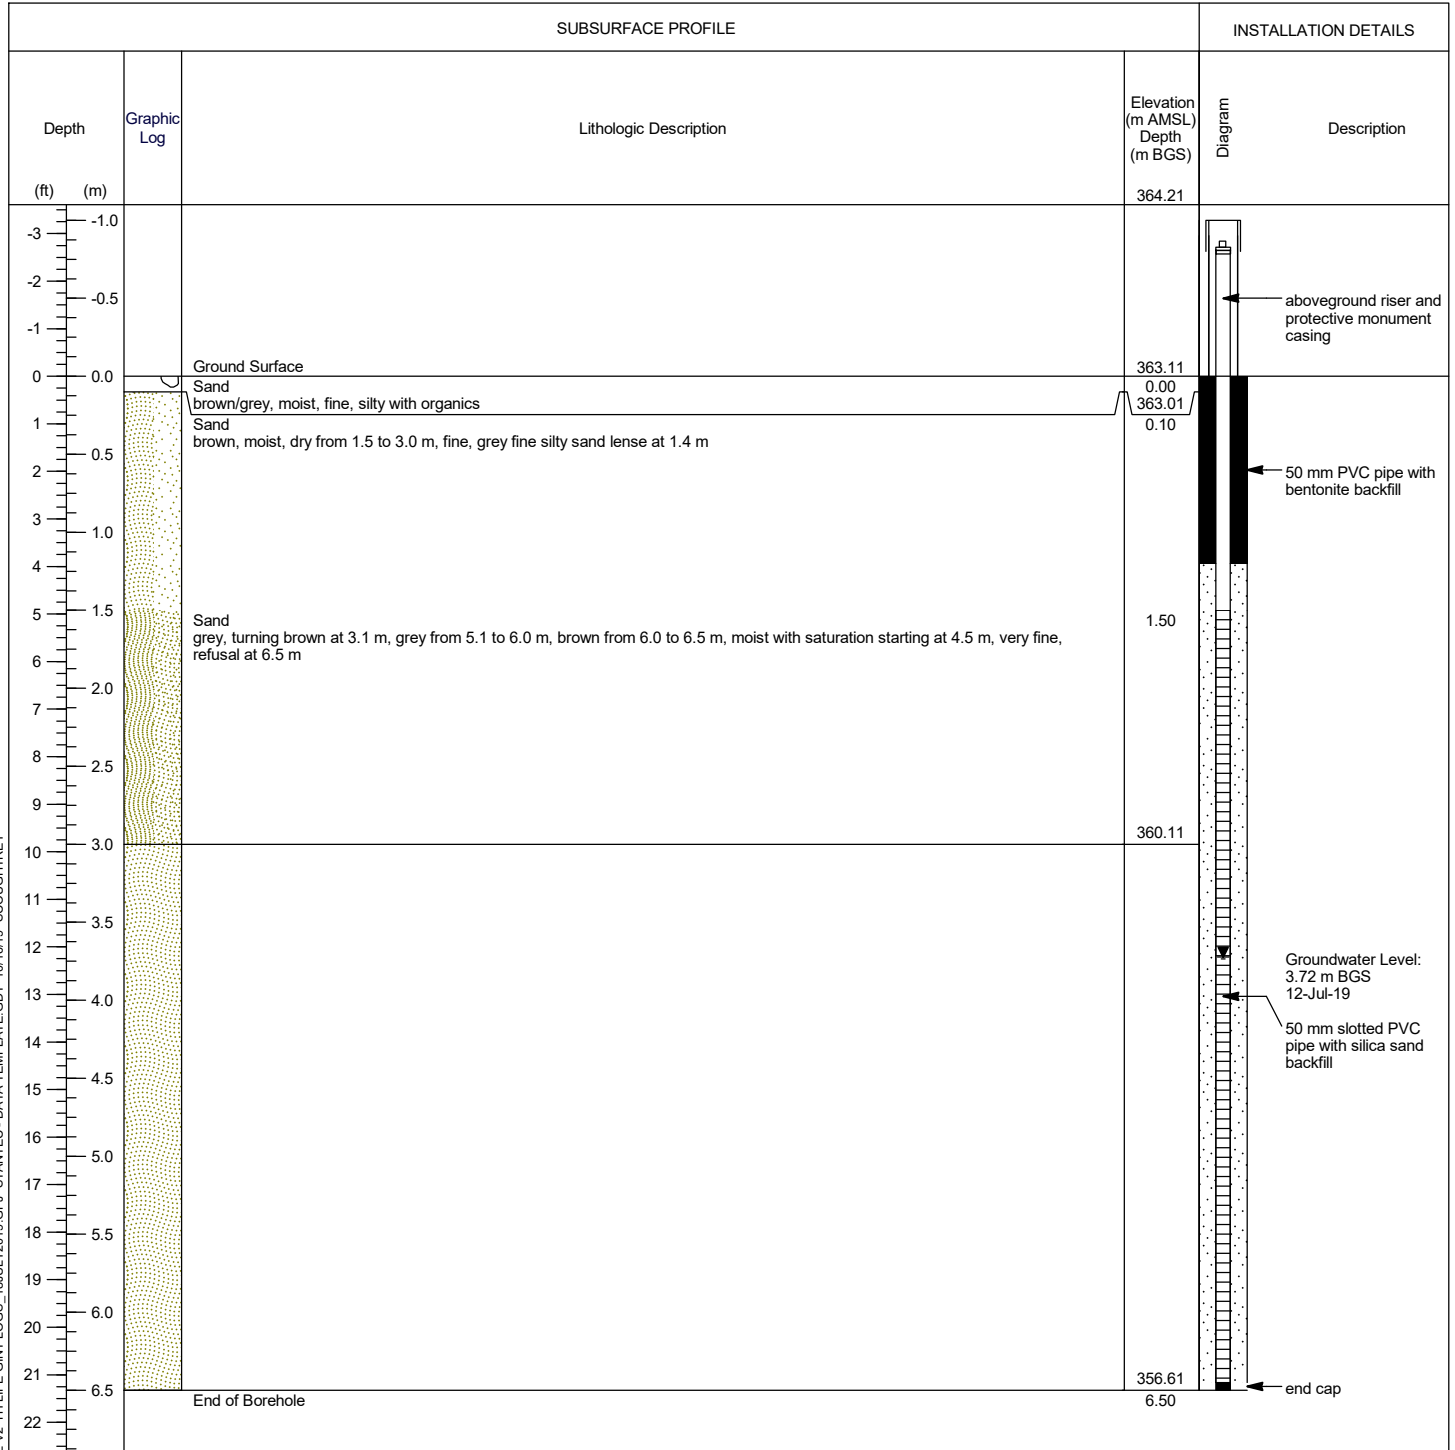 SUBSURFACE PROFILE
INSTALLATION DETAILS
Depth
(ft) (m)
Graphic
Log
Lithologic Description
Elevation
(m AMSL)
Depth
(m BGS)
364.21
Diagram
Description
-3
-2
-1
0
1
2
3
4
5
6
7
8
9
10
11
12
13
14
15
16
17
18
19
20
21
22
-1.0
-0.5
0.0
0.5
1.0
1.5
2.0
2.5
3.0
3.5
4.0
4.5
5.0
5.5
6.0
6.5
Ground Surface
363.11
Sand
0.00
brown/grey, moist, fine, silty with organics
363.01
Sand
0.10
brown, moist, dry from 1.5 to 3.0 m, fine, grey fine silty sand lense at 1.4 m
Sand
1.50
grey, turning brown at 3.1 m, grey from 5.1 to 6.0 m, brown from 6.0 to 6.5 m, moist with saturation starting at 4.5 m, very fine,
refusal at 6.5 m
360.11
356.61
End of Borehole
6.50
aboveground riser and
protective monument
casing
50 mm PVC pipe with
bentonite backfill
Groundwater Level:
3.72 m BGS
12-Jul-19
50 mm slotted PVC
pipe with silica sand
backfill
end cap